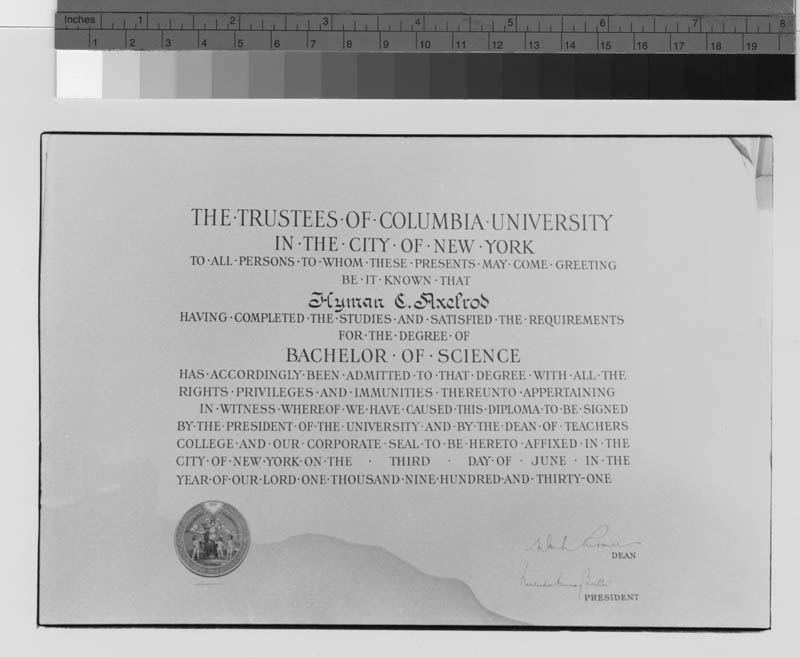 Inches 1 2 3 4 5 6 7 8
1 2 3 4 5 6 7 8 9 10 11 12 13 14 15 16 17 18 19
THE·TRUSTEES·OF·COLUMBIA·UNIVERSITY
IN·THE·CITY·OF·NEW·YORK
TO·ALL·PERSONS·TO·WHOM·THESE·PRESENTS·MAY·COME·GREETING
BE·IT·KNOWN·THAT
Hyman C. Axelrod
HAVING·COMPLETED·THE·STUDIES·AND·SATISFIED·THE·REQUIREMENTS
FOR·THE·DEGREE·OF
BACHELOR·OF·SCIENCE
HAS·ACCORDINGLY·BEEN·ADMITTED·TO·THAT·DEGREE·WITH·ALL·THE
RIGHTS·PRIVILEGES·AND·IMMUNITIES·THEREUNTO·APPERTAINING
IN·WITNESS·WHEREOF·WE·HAVE·CAUSED·THIS·DIPLOMA·TO·BE·SIGNED
BY·THE·PRESIDENT·OF·THE·UNIVERSITY·AND·BY·THE·DEAN·OF·TEACHERS
COLLEGE·AND·OUR·CORPORATE·SEAL·TO·BE·HERETO·AFFIXED·IN·THE
CITY·OF·NEW·YORK·ON·THE · THIRD · DAY·OF · JUNE · IN·THE
YEAR·OF·OUR·LORD·ONE·THOUSAND·NINE·HUNDRED·AND·THIRTY-ONE
DEAN
PRESIDENT